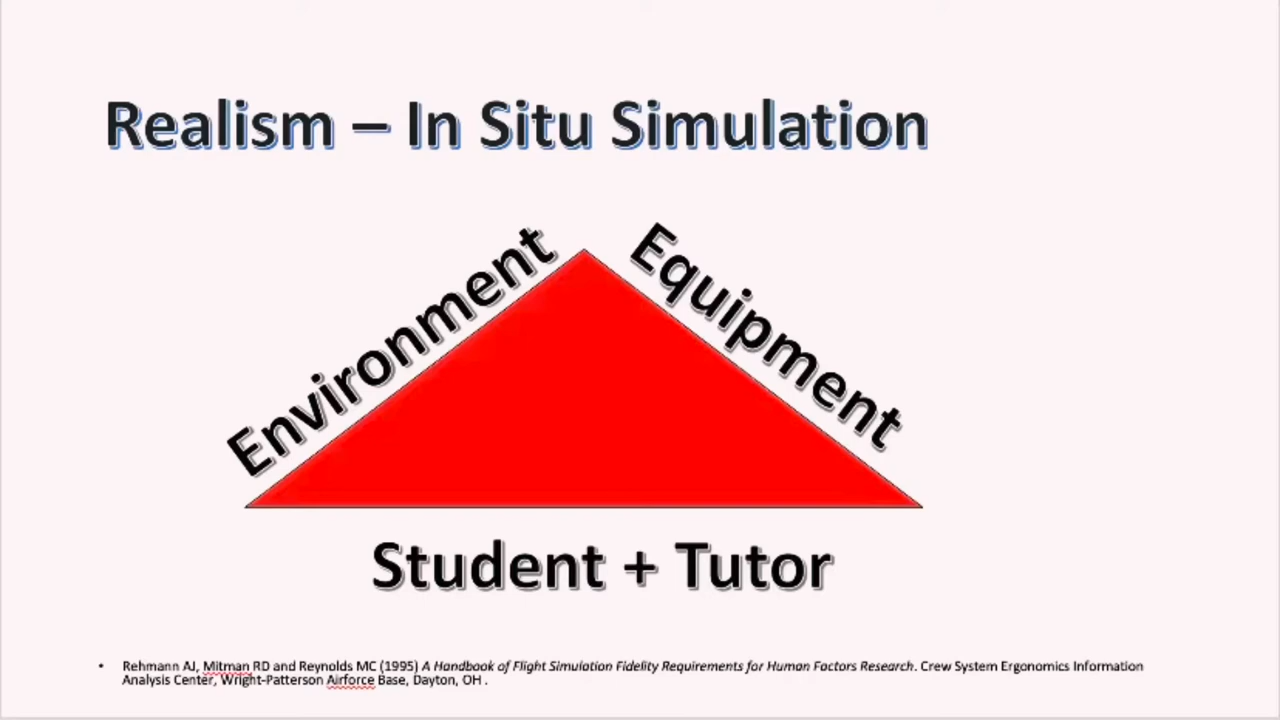 Realism – In Situ Simulation
Environment
Equipment
Student + Tutor
• Rehmann AJ, Mitman RD and Reynolds MC (1995) A Handbook of Flight Simulation Fidelity Requirements for Human Factors Research. Crew System Ergonomics Information
Analysis Center, Wright-Patterson Airforce Base, Dayton, OH .